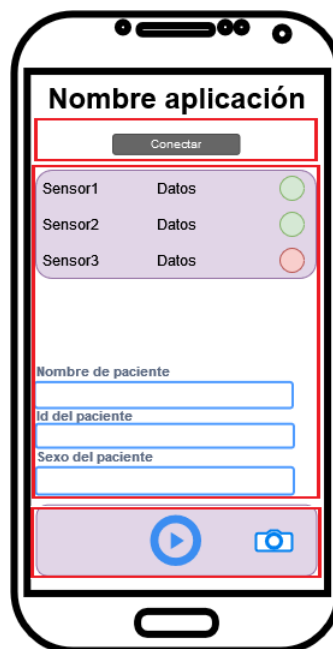 Nombre aplicación
Conectar
Sensor1 Datos
Sensor2 Datos
Sensor3 Datos
Nombre de paciente
Id del paciente
Sexo del paciente